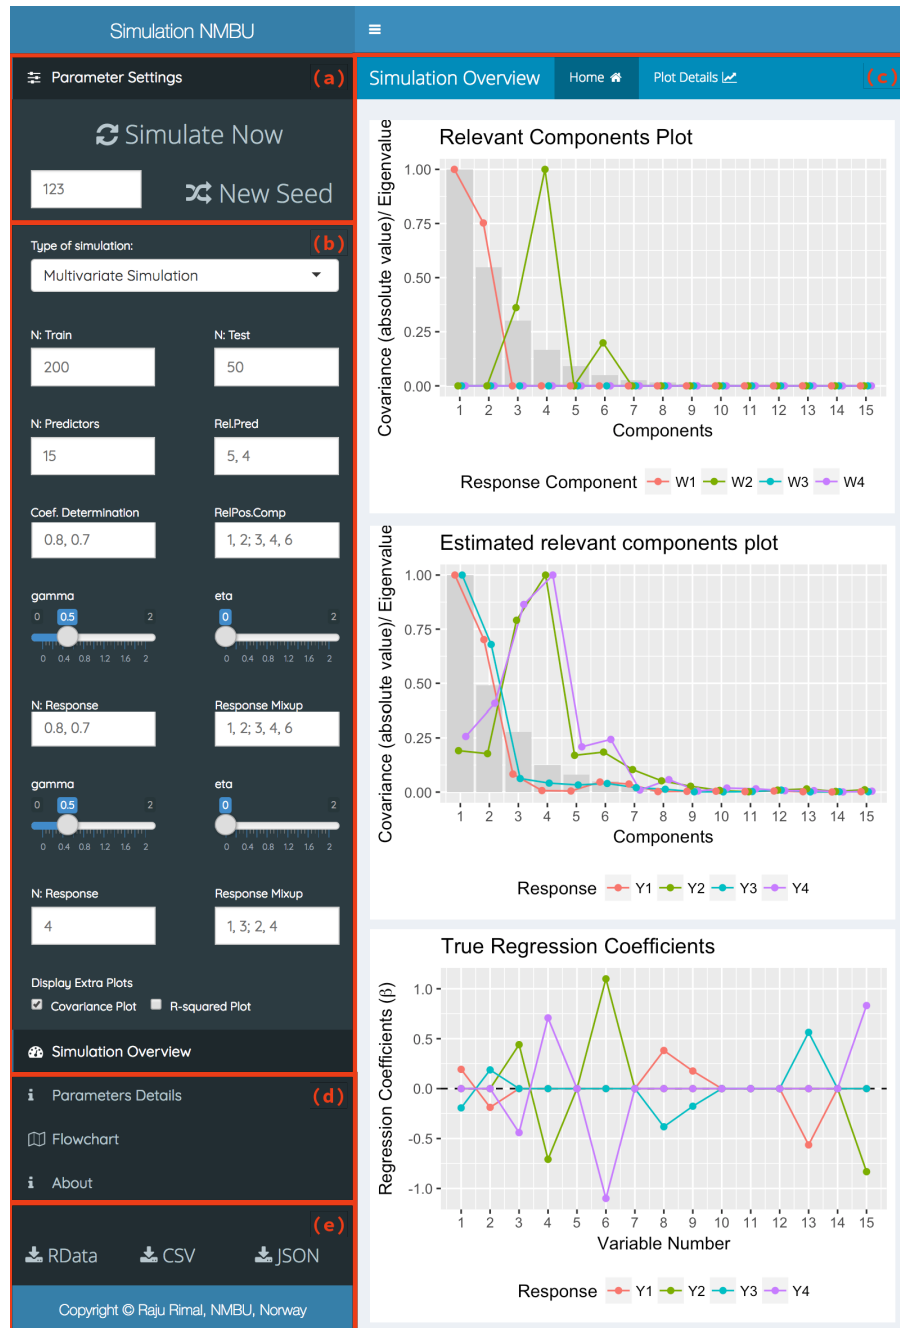 Simulation NMBU
Parameter Settings (a)
Simulate Now
123 New Seed
(b)
Type of simulation:
Multivariate Simulation
N: Train N: Test
200 50
N: Predictors Rel.Pred
15 5, 4
Coef. Determination RelPos.Comp
0.8, 0.7 1, 2; 3, 4, 6
gamma eta
0 0.5 2 0 2
0 0.4 0.8 1.2 1.6 2 0 0.4 0.8 1.2 1.6 2
N: Response Response Mixup
0.8, 0.7 1, 2; 3, 4, 6
gamma eta
0 0.5 2 0 2
0 0.4 0.8 1.2 1.6 2 0 0.4 0.8 1.2 1.6 2
N: Response Response Mixup
4 1, 3; 2, 4
Display Extra Plots
Covariance Plot R-squared Plot
Simulation Overview
Parameters Details (d)
Flowchart
About
(e)
RData CSV JSON
Copyright © Raju Rimal, NMBU, Norway
Simulation Overview Home Plot Details (c)
Relevant Components Plot
Covariance (absolute value)/ Eigenvalue
1.00
0.75
0.50
0.25
0.00
1 2 3 4 5 6 7 8 9 10 11 12 13 14 15
Components
Response Component W1 W2 W3 W4
Estimated relevant components plot
Covariance (absolute value)/ Eigenvalue
1.00
0.75
0.50
0.25
0.00
1 2 3 4 5 6 7 8 9 10 11 12 13 14 15
Components
Response Y1 Y2 Y3 Y4
True Regression Coefficients
Regression Coefficients (β)
1.0
0.5
0.0
-0.5
-1.0
1 2 3 4 5 6 7 8 9 10 11 12 13 14 15
Variable Number
Response Y1 Y2 Y3 Y4